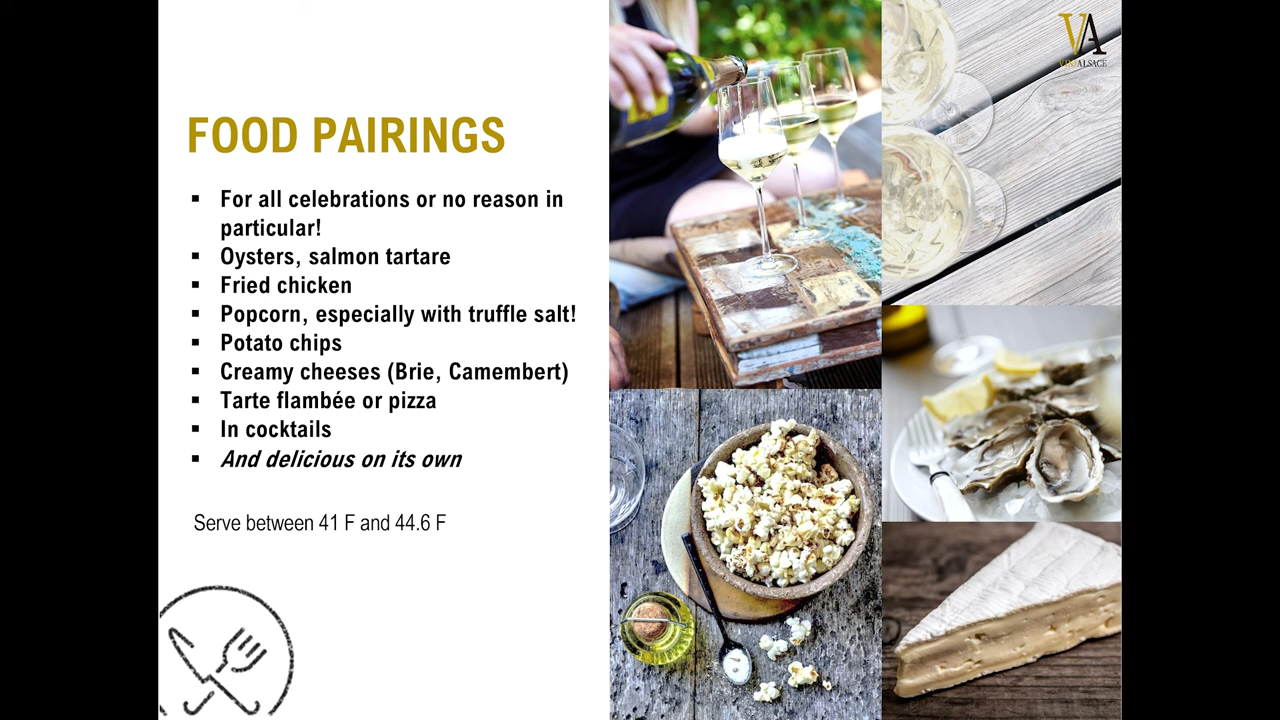 VA
VINOALSACE
FOOD PAIRINGS
▪ For all celebrations or no reason in
particular!
▪ Oysters, salmon tartare
▪ Fried chicken
▪ Popcorn, especially with truffle salt!
▪ Potato chips
▪ Creamy cheeses (Brie, Camembert)
▪ Tarte flambée or pizza
▪ In cocktails
▪ And delicious on its own
Serve between 41 F and 44.6 F